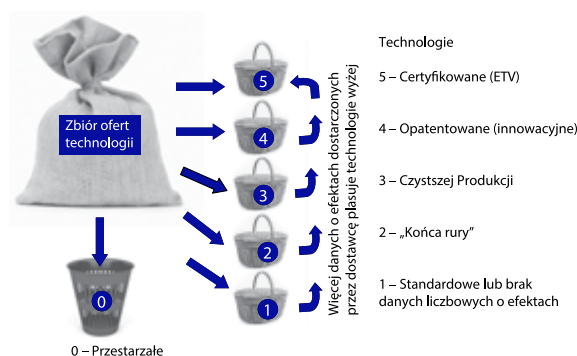 Zbiór ofert
technologii
0
0 – Przestarzałe
5
4
3
2
1
Więcej danych o efektach dostarczonych
przez dostawcę plasuje technologie wyżej
Technologie
5 – Certyfikowane (ETV)
4 – Opatentowane (innowacyjne)
3 – Czystszej Produkcji
2 – „Końca rury”
1 – Standardowe lub brak
danych liczbowych o efektach